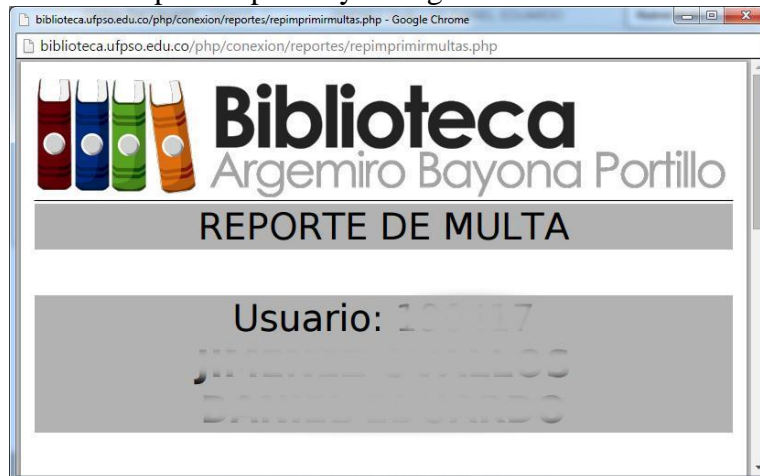 biblioteca.ufpso.edu.co/php/conexion/reportes/repimprimirmultas.php - Google Chrome
biblioteca.ufpso.edu.co/php/conexion/reportes/repimprimirmultas.php
Biblioteca
Argemiro Bayona Portillo
REPORTE DE MULTA
Usuario: